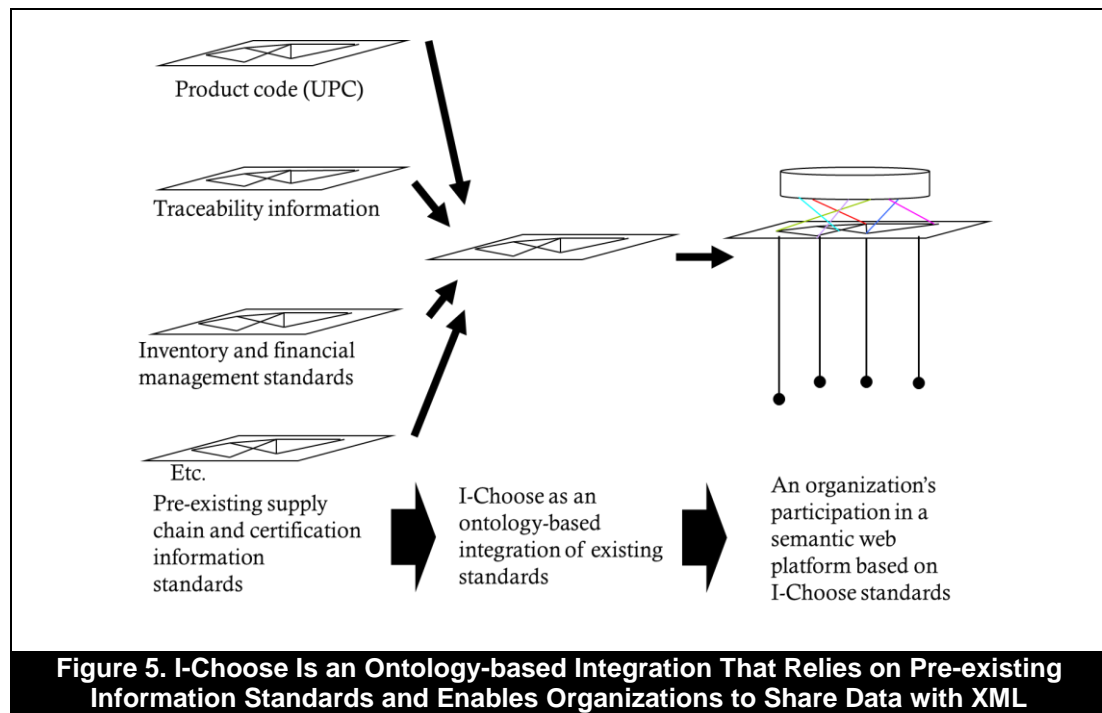 Product code (UPC)
Traceability information
Inventory and financial
management standards
Etc.
Pre-existing supply
chain and certification
information
standards
I-Choose as an
ontology-based
integration of existing
standards
An organization's
participation in a
semantic web
platform based on
I-Choose standards
Figure 5. I-Choose Is an Ontology-based Integration That Relies on Pre-existing
Information Standards and Enables Organizations to Share Data with XML